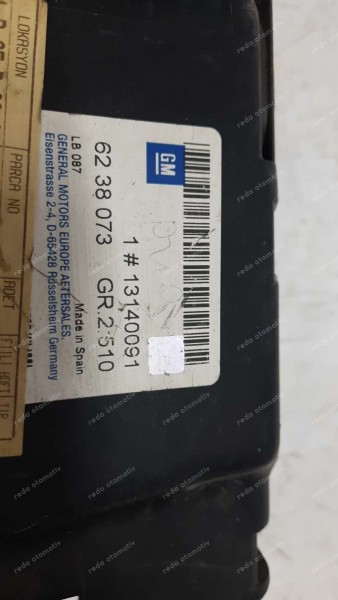 GM
1 # 13140091
62 38 073 GR.2-510
LB 087
Made in Spain
GENERAL MOTORS EUROPE AFTERSALES
Eisenstrasse 2-4, D-65428 Rüsselsheim Germany
LOKASYON
PARCA NO
ADET
redo otomotiv